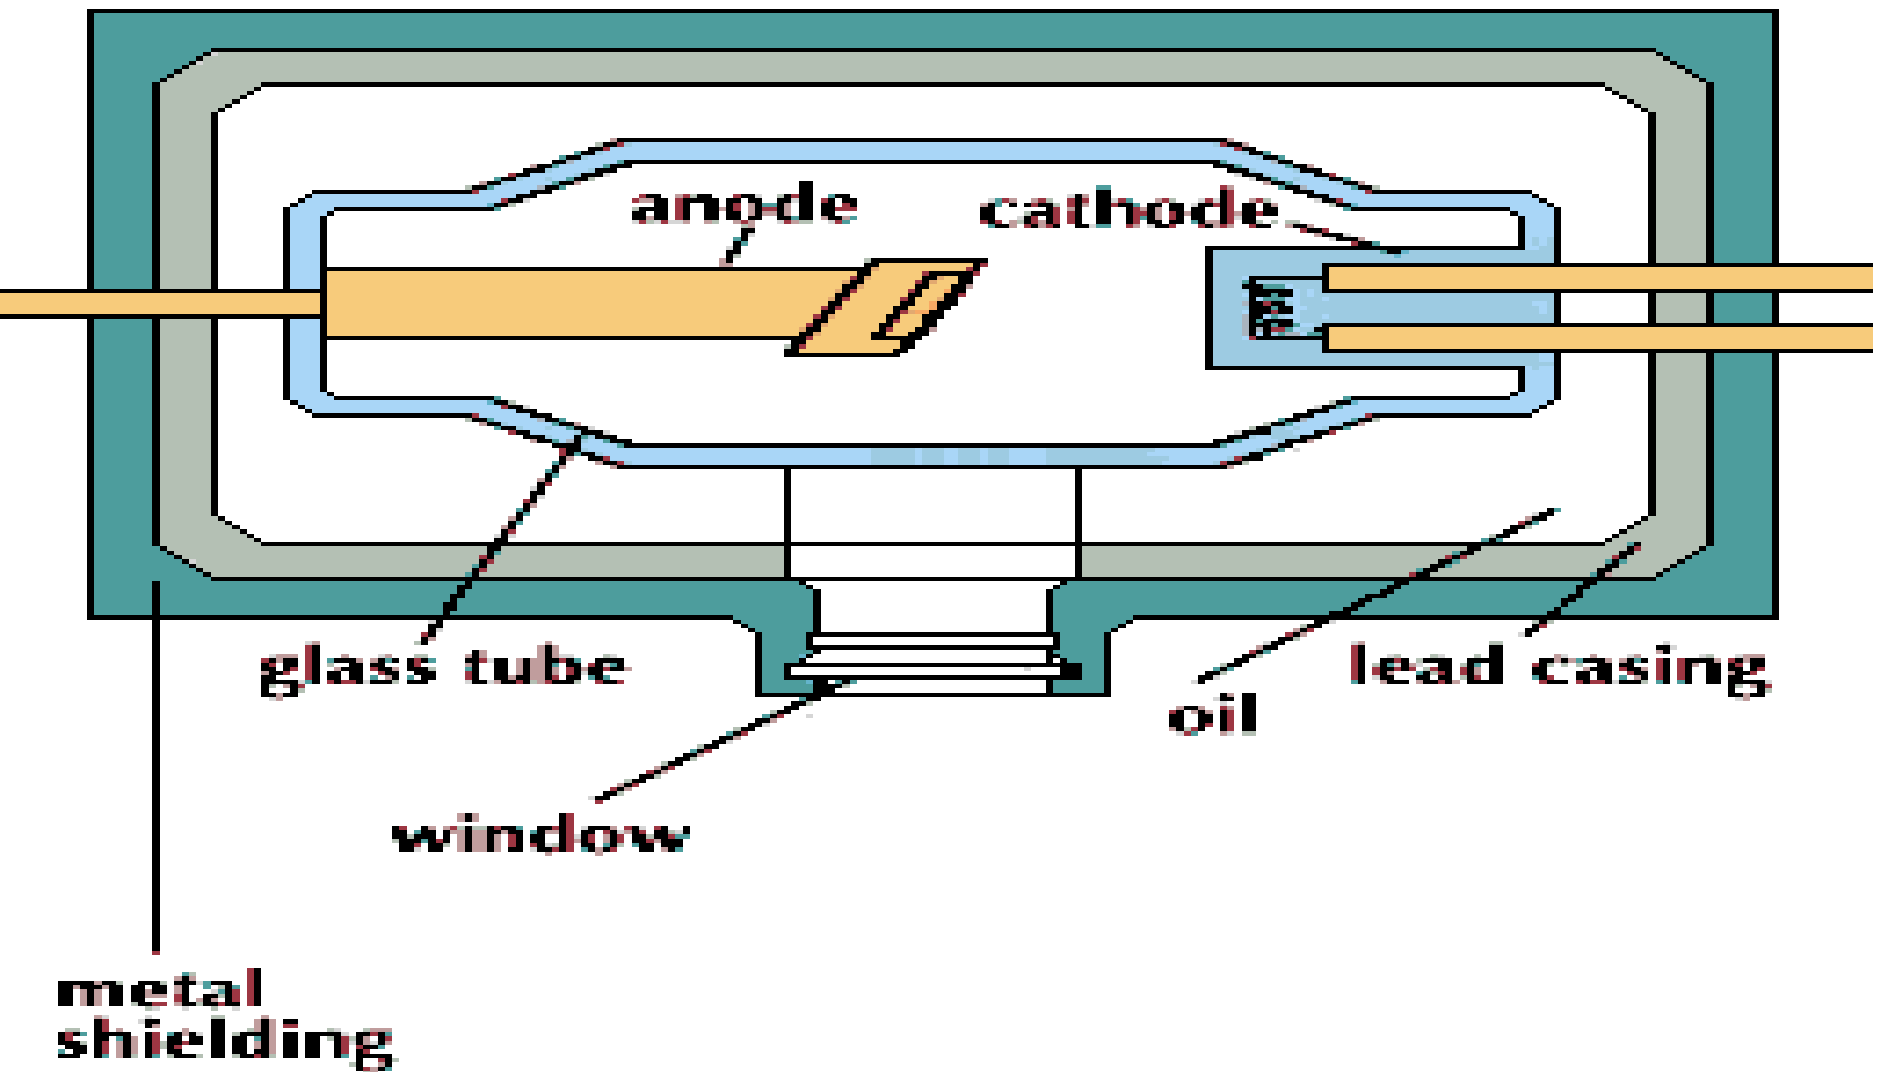 anode
cathode
glass tube
lead casing
oil
window
metal
shielding